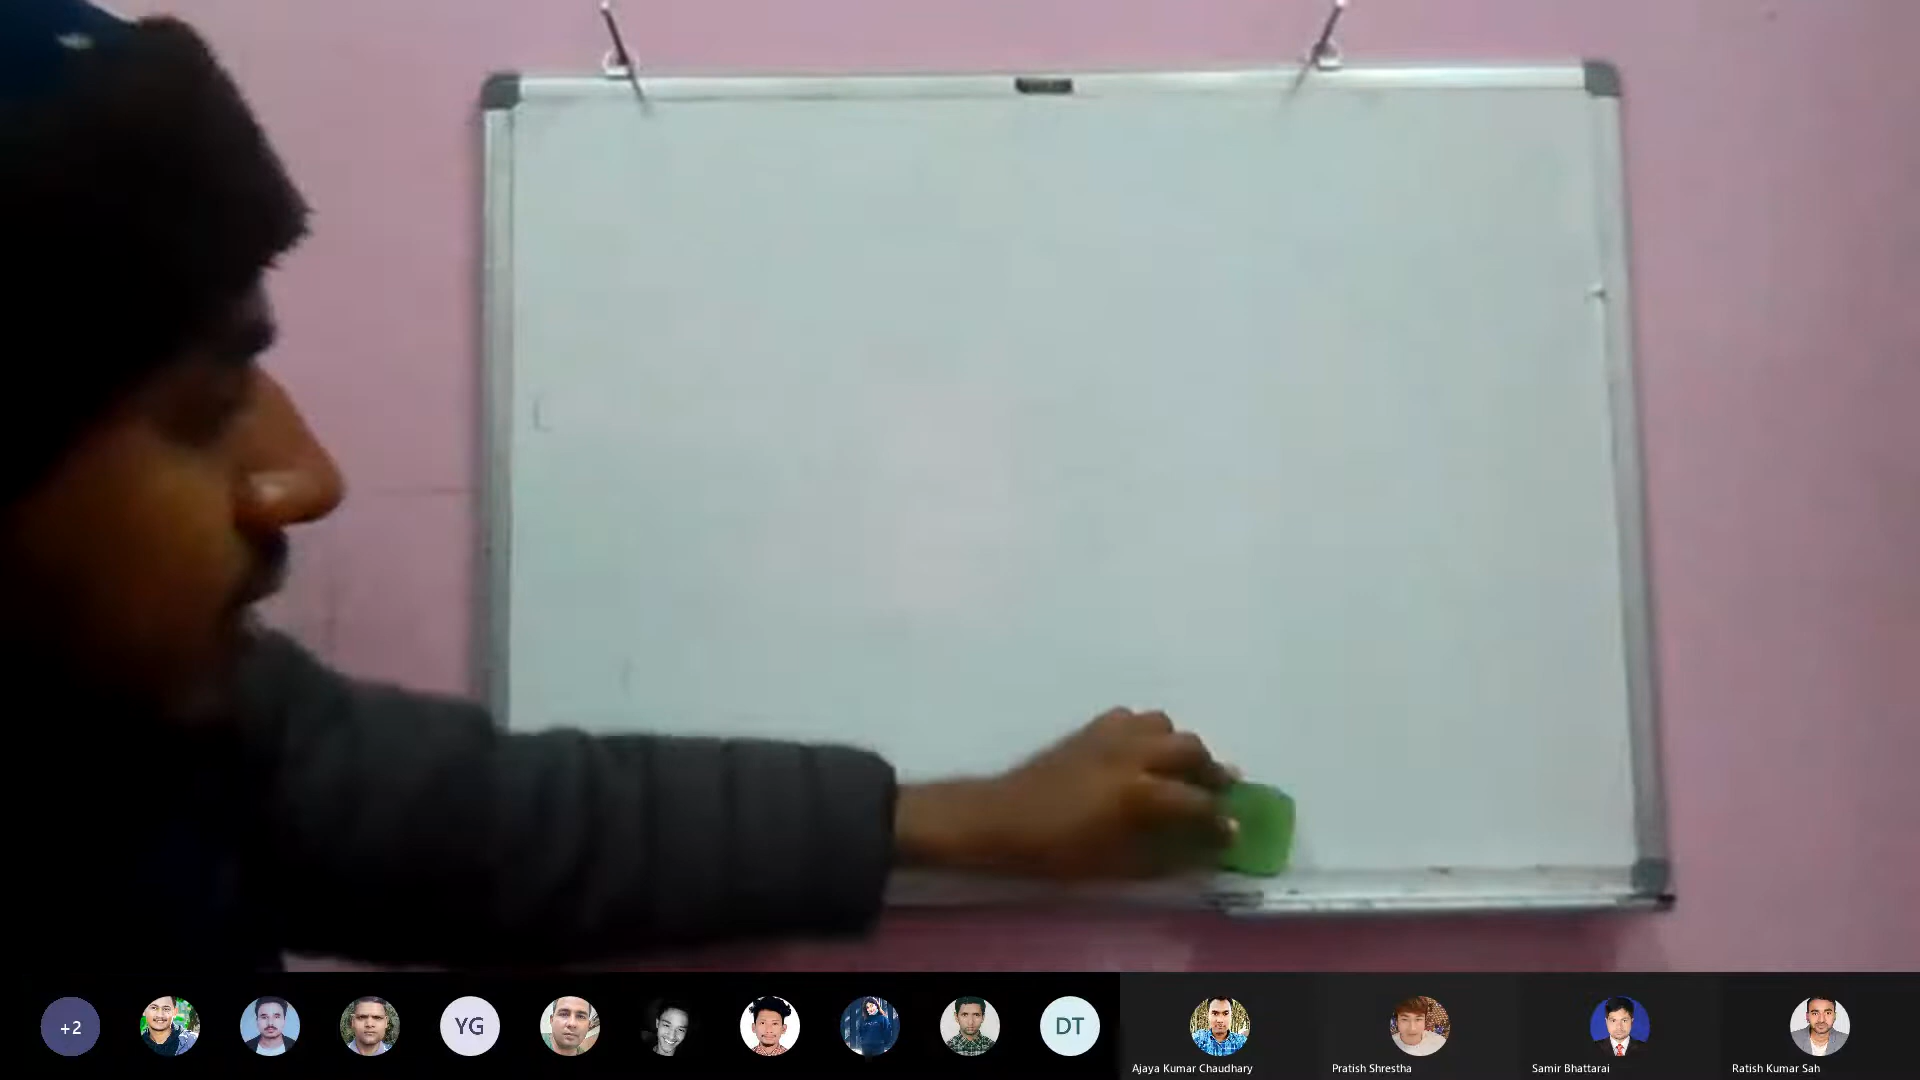 +2
YG
DT
Ajaya Kumar Chaudhary
Pratish Shrestha
Samir Bhattarai
Ratish Kumar Sah